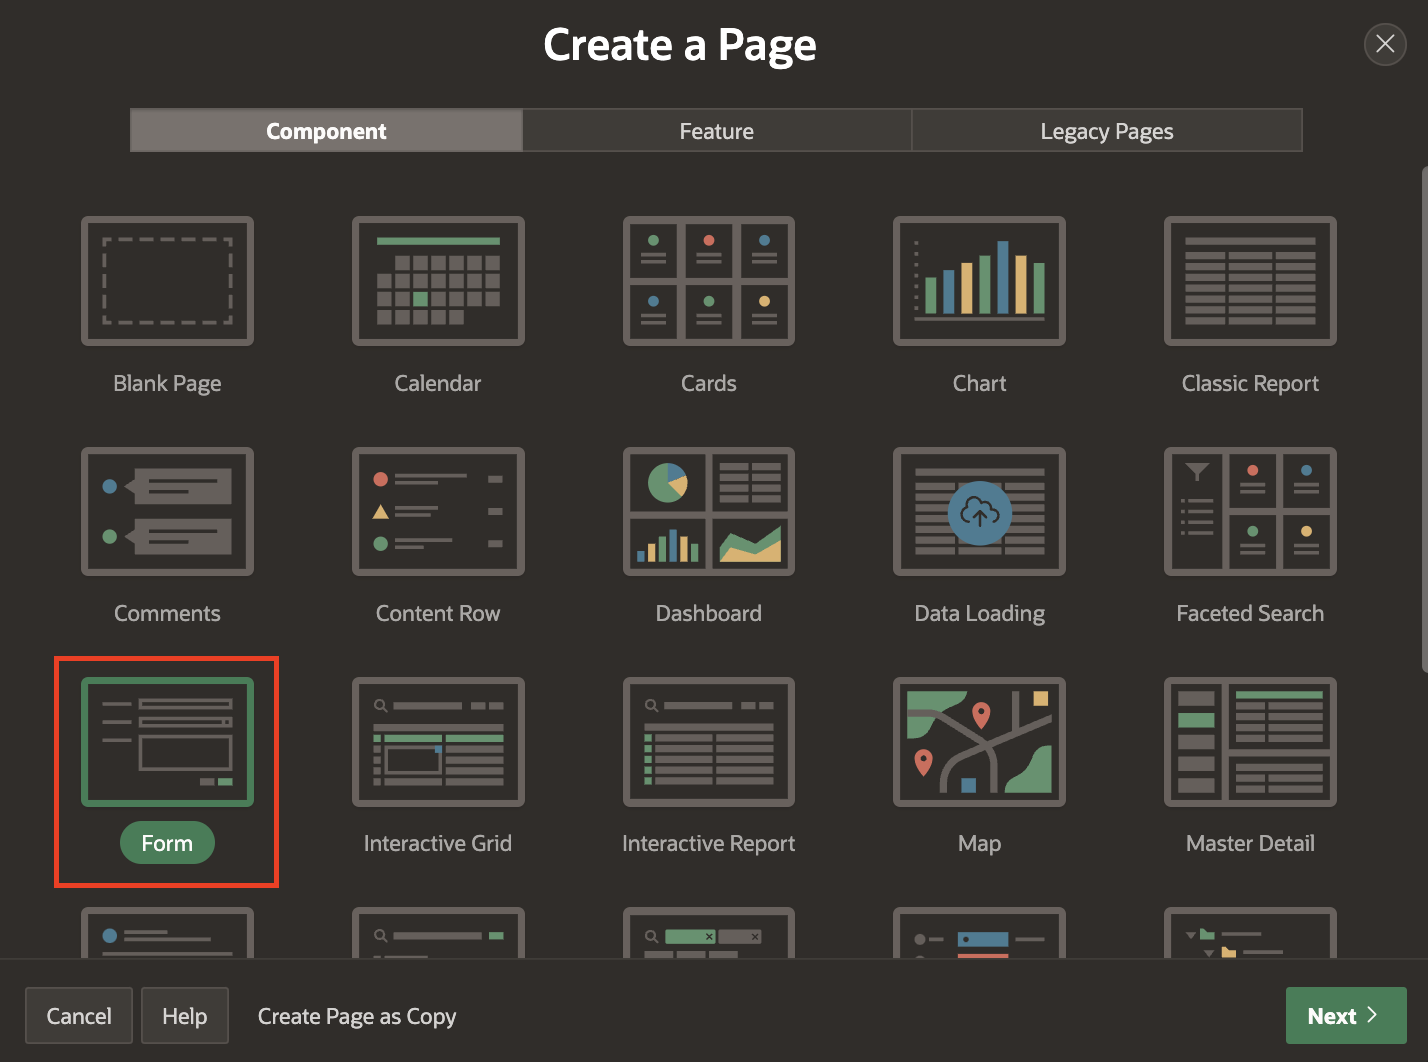 Create a Page
Component
Feature
Legacy Pages
Blank Page
Calendar
Cards
Chart
Classic Report
Comments
Content Row
Dashboard
Data Loading
Faceted Search
Form
Interactive Grid
Interactive Report
Map
Master Detail
Cancel
Help
Create Page as Copy
Next